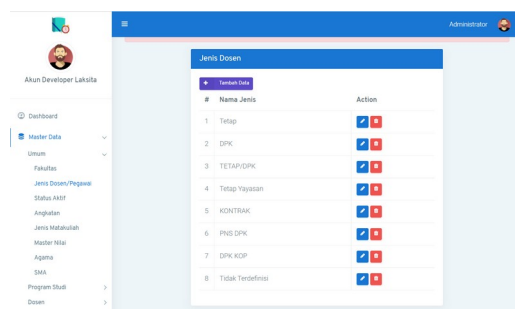 Administrator
Akun Developer Laksita
Dashboard
Master Data
Umum
Fakultas
Jenis Dosen/Pegawai
Status Aktif
Angkatan
Jenis Matakuliah
Master Nilai
Agama
SMA
Program Studi
Dosen
Jenis Dosen
+ Tambah Data
# Nama Jenis Action
1 Tetap
2 DPK
3 TETAP/DPK
4 Tetap Yayasan
5 KONTRAK
6 PNS DPK
7 DPK KOP
8 Tidak Terdefinisi